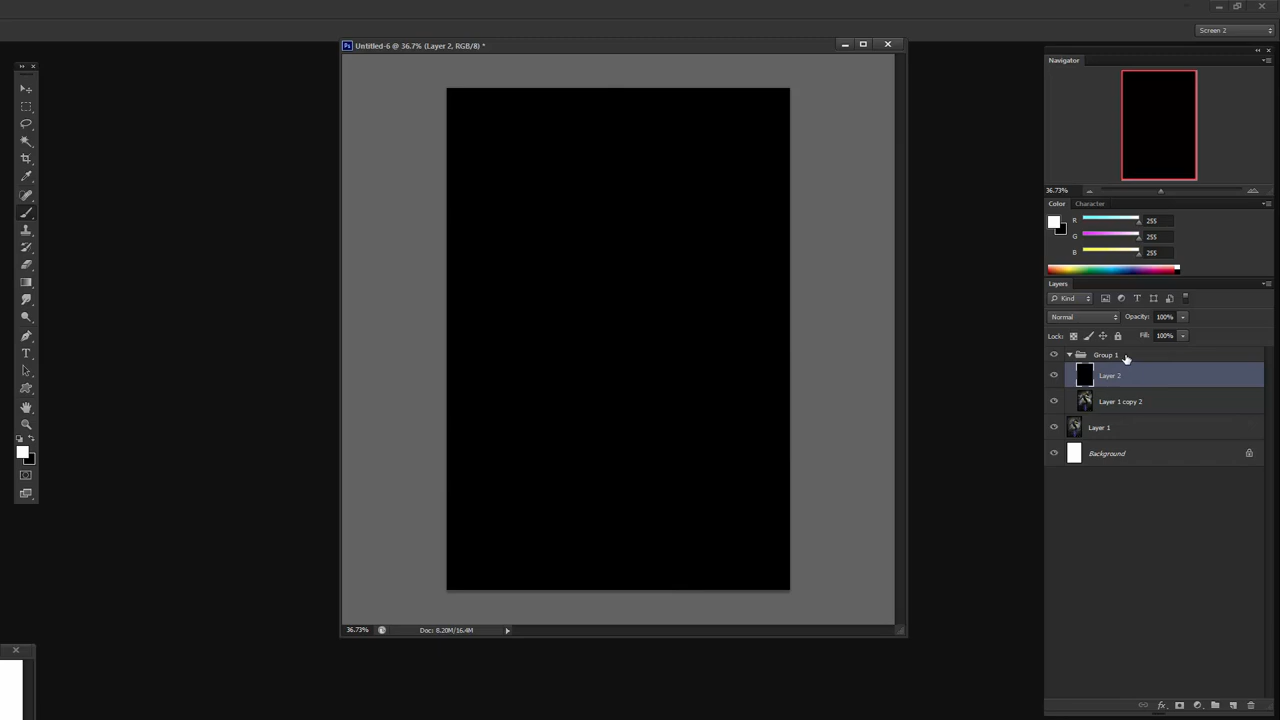 Screen 2
Ps Untitled-6 @ 36.7% (Layer 2, RGB/8) *
Navigator
36.73%
Color Character
R 255
G 255
B 255
Layers
Kind
Normal Opacity: 100%
Lock: Fill: 100%
Group 1
Layer 2
Layer 1 copy 2
Layer 1
Background
36.73% Doc: 8.20M/16.4M